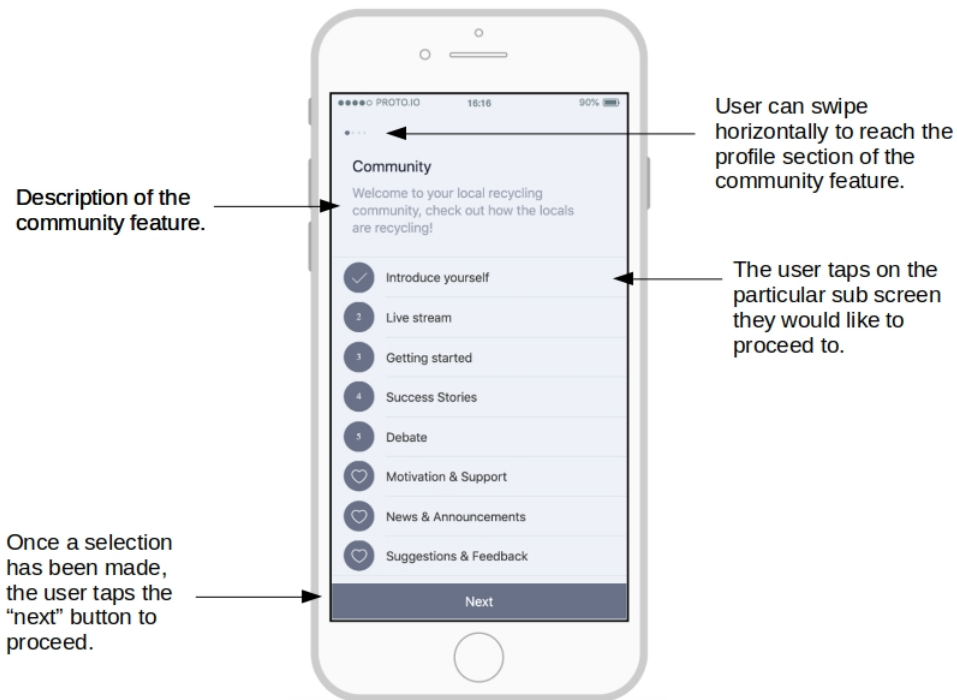 PROTO.IO 16:16 90%
Community
Welcome to your local recycling
community, check out how the locals
are recycling!
Introduce yourself
2 Live stream
3 Getting started
4 Success Stories
5 Debate
Motivation & Support
News & Announcements
Suggestions & Feedback
Next
Description of the
community feature.
Once a selection
has been made,
the user taps the
“next” button to
proceed.
User can swipe
horizontally to reach the
profile section of the
community feature.
The user taps on the
particular sub screen
they would like to
proceed to.